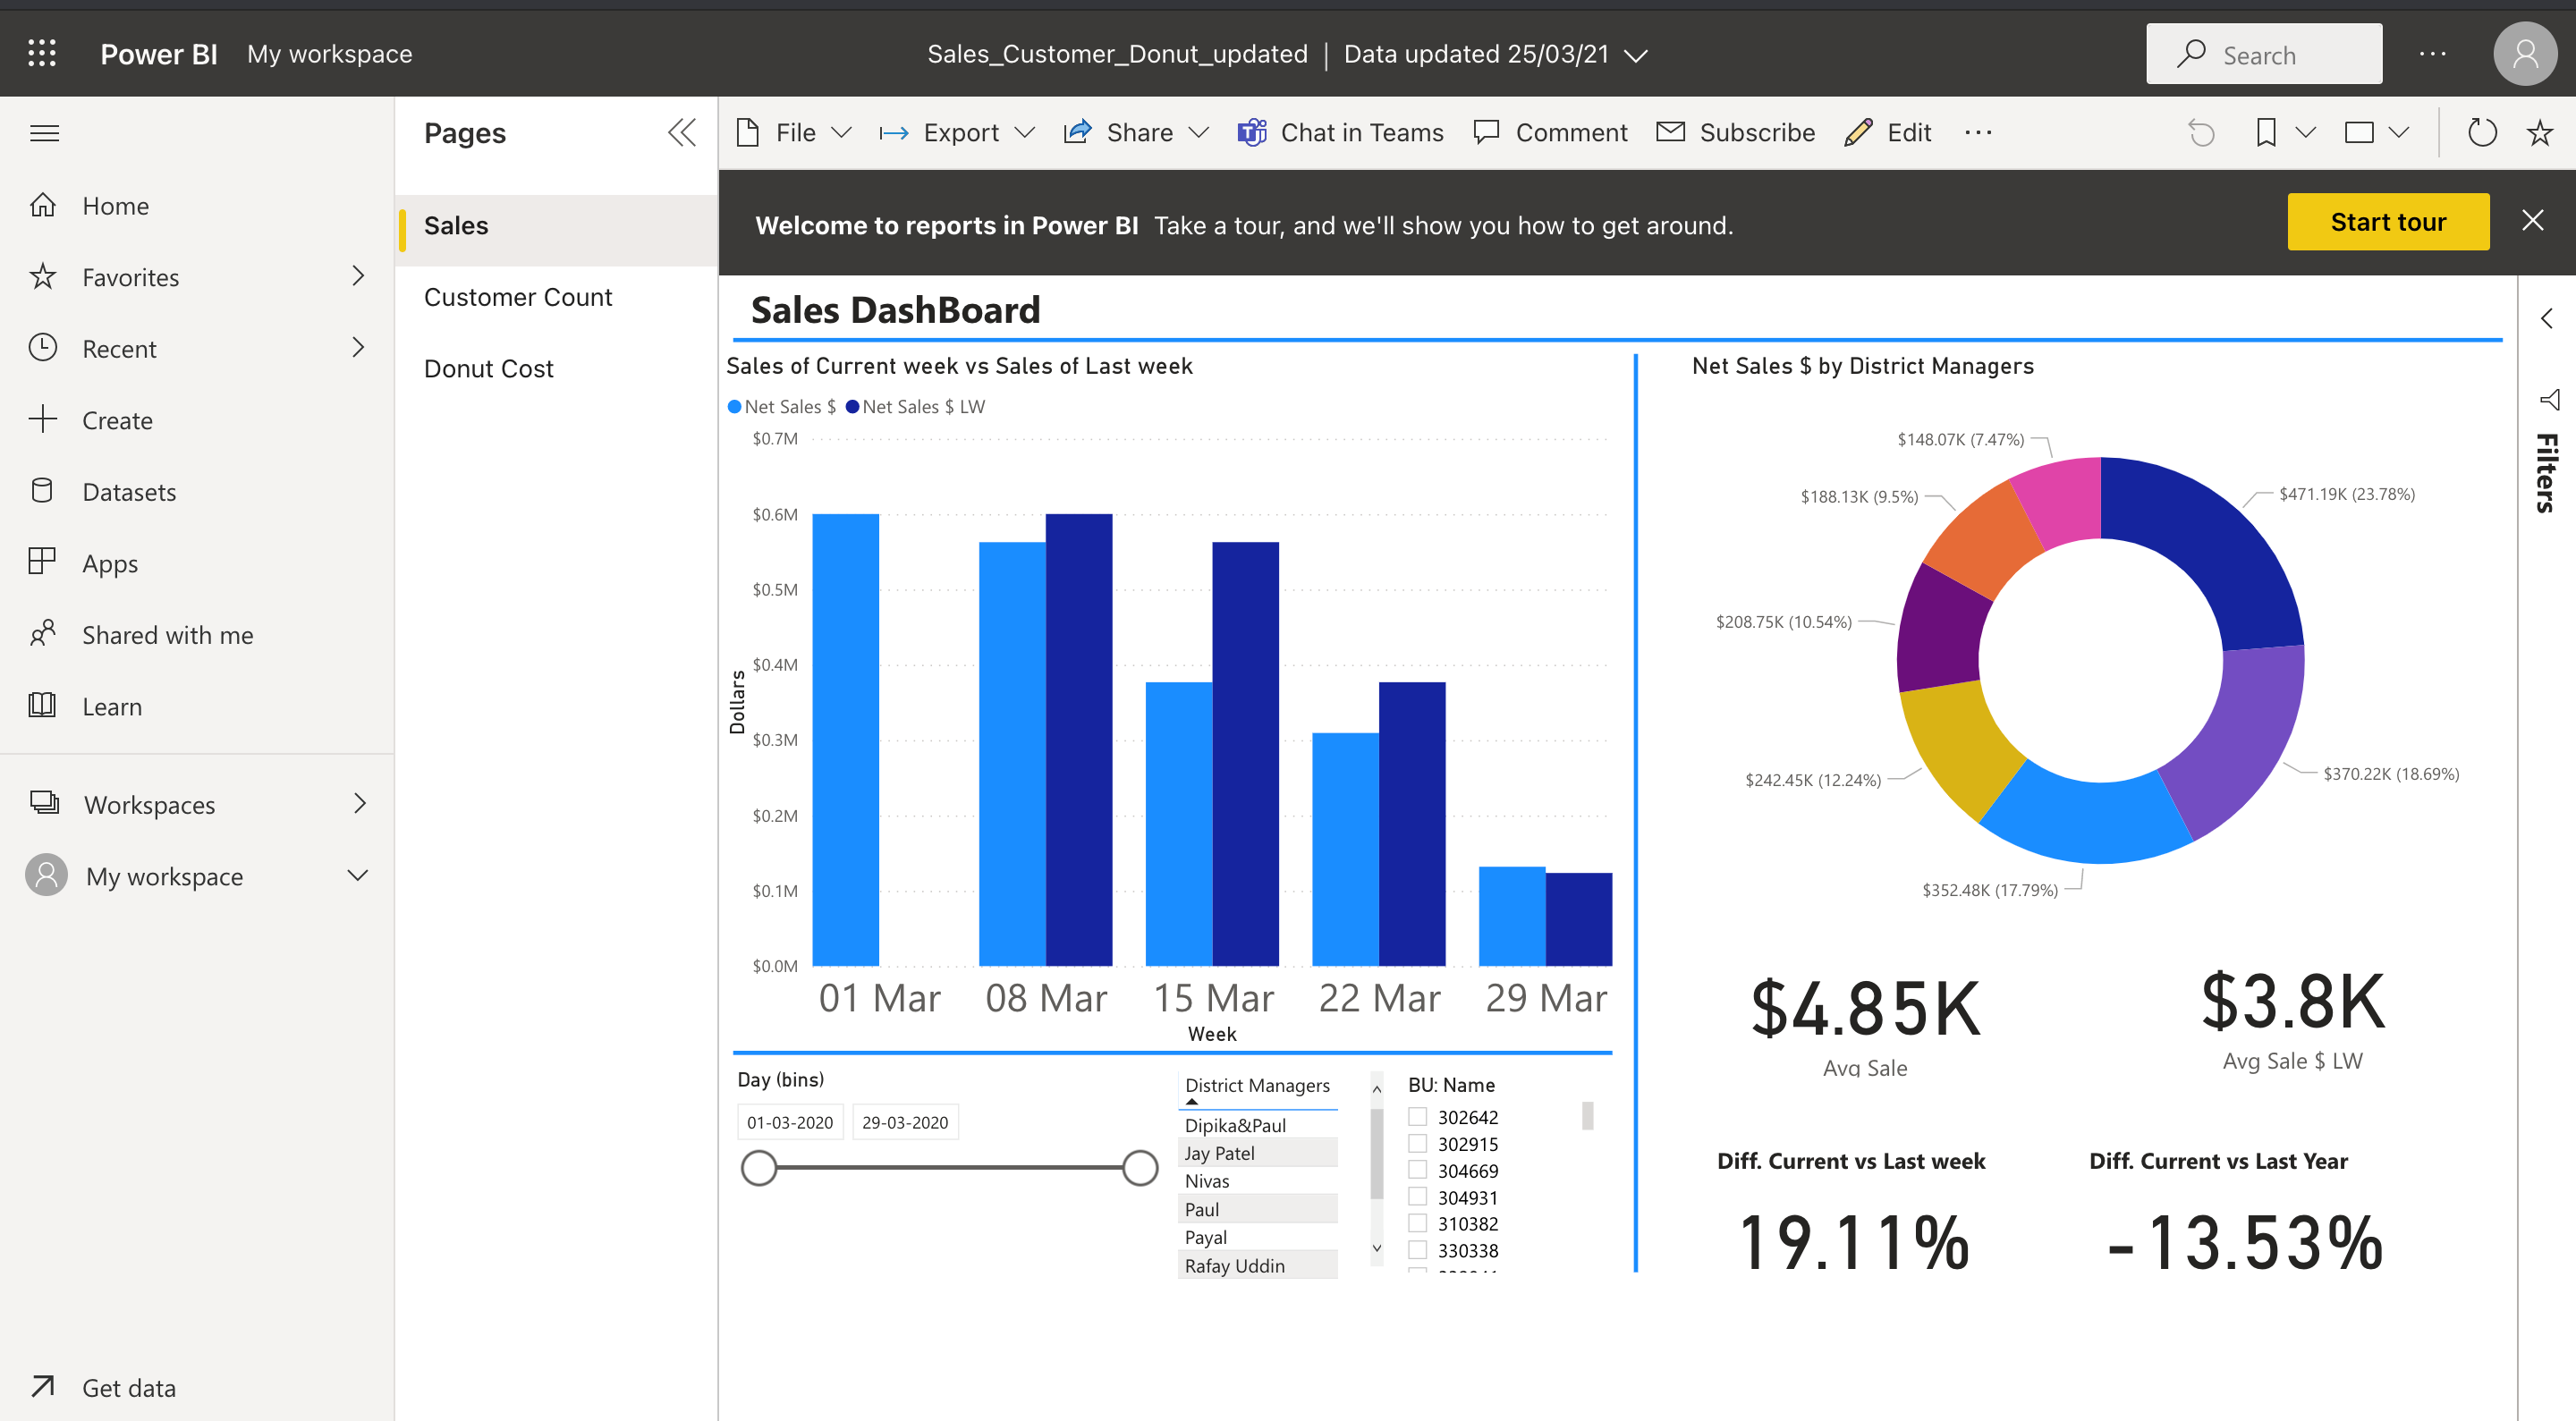 Power BI My workspace
Sales_Customer_Donut_updated | Data updated 25/03/21
Search
Home
Favorites
Recent
Create
Datasets
Apps
Shared with me
Learn
Workspaces
My workspace
Get data
Pages
Sales
Customer Count
Donut Cost
File Export Share Chat in Teams Comment Subscribe Edit
Welcome to reports in Power BI Take a tour, and we'll show you how to get around.
Start tour
Sales DashBoard
Sales of Current week vs Sales of Last week
Net Sales $ Net Sales $ LW
$0.7M
$0.6M
$0.5M
$0.4M
$0.3M
$0.2M
$0.1M
$0.0M
Dollars
01 Mar 08 Mar 15 Mar 22 Mar 29 Mar
Week
Net Sales $ by District Managers
$148.07K (7.47%)
$471.19K (23.78%)
$188.13K (9.5%)
$208.75K (10.54%)
$370.22K (18.69%)
$242.45K (12.24%)
$352.48K (17.79%)
Filters
$4.85K
Avg Sale
$3.8K
Avg Sale $ LW
Diff. Current vs Last week
19.11%
Diff. Current vs Last Year
-13.53%
Day (bins)
01-03-2020 29-03-2020
District Managers
Dipika&Paul
Jay Patel
Nivas
Paul
Payal
Rafay Uddin
BU: Name
302642
302915
304669
304931
310382
330338